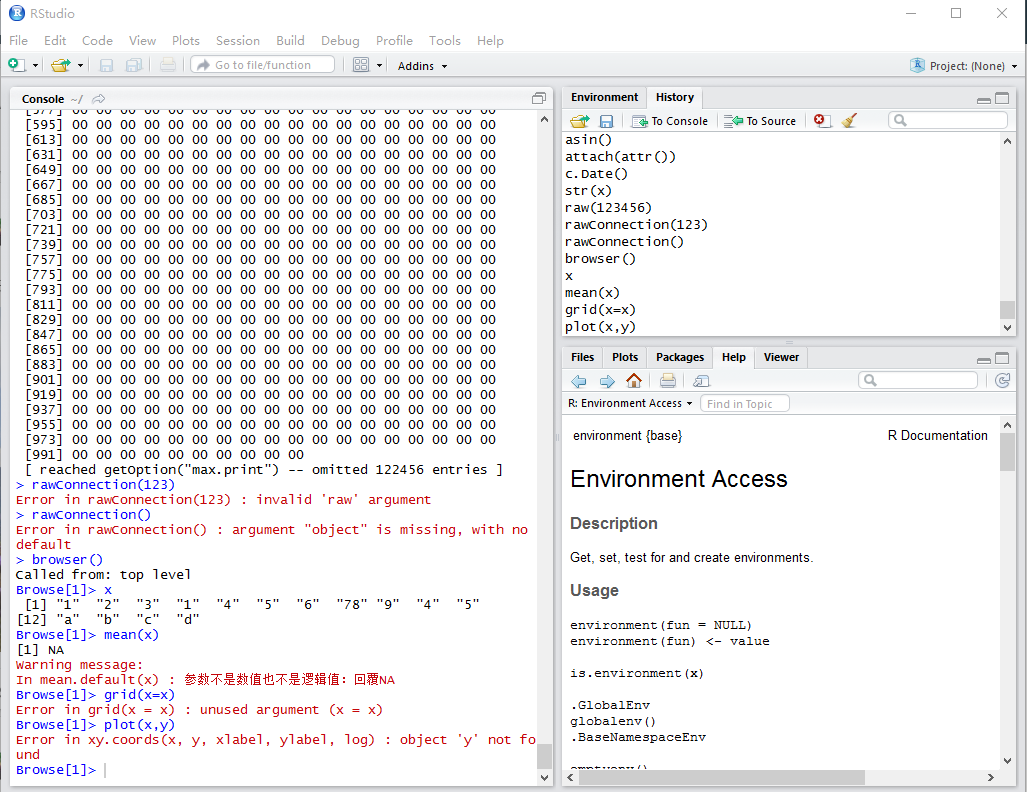 RStudio
File Edit Code View Plots Session Build Debug Profile Tools Help
Go to file/function Addins Project: (None)
Console ~/
[577] 00 00 00 00 00 00 00 00 00 00 00 00 00 00 00 00 00 00
[595] 00 00 00 00 00 00 00 00 00 00 00 00 00 00 00 00 00 00
[613] 00 00 00 00 00 00 00 00 00 00 00 00 00 00 00 00 00 00
[631] 00 00 00 00 00 00 00 00 00 00 00 00 00 00 00 00 00 00
[649] 00 00 00 00 00 00 00 00 00 00 00 00 00 00 00 00 00 00
[667] 00 00 00 00 00 00 00 00 00 00 00 00 00 00 00 00 00 00
[685] 00 00 00 00 00 00 00 00 00 00 00 00 00 00 00 00 00 00
[703] 00 00 00 00 00 00 00 00 00 00 00 00 00 00 00 00 00 00
[721] 00 00 00 00 00 00 00 00 00 00 00 00 00 00 00 00 00 00
[739] 00 00 00 00 00 00 00 00 00 00 00 00 00 00 00 00 00 00
[757] 00 00 00 00 00 00 00 00 00 00 00 00 00 00 00 00 00 00
[775] 00 00 00 00 00 00 00 00 00 00 00 00 00 00 00 00 00 00
[793] 00 00 00 00 00 00 00 00 00 00 00 00 00 00 00 00 00 00
[811] 00 00 00 00 00 00 00 00 00 00 00 00 00 00 00 00 00 00
[829] 00 00 00 00 00 00 00 00 00 00 00 00 00 00 00 00 00 00
[847] 00 00 00 00 00 00 00 00 00 00 00 00 00 00 00 00 00 00
[865] 00 00 00 00 00 00 00 00 00 00 00 00 00 00 00 00 00 00
[883] 00 00 00 00 00 00 00 00 00 00 00 00 00 00 00 00 00 00
[901] 00 00 00 00 00 00 00 00 00 00 00 00 00 00 00 00 00 00
[919] 00 00 00 00 00 00 00 00 00 00 00 00 00 00 00 00 00 00
[937] 00 00 00 00 00 00 00 00 00 00 00 00 00 00 00 00 00 00
[955] 00 00 00 00 00 00 00 00 00 00 00 00 00 00 00 00 00 00
[973] 00 00 00 00 00 00 00 00 00 00 00 00 00 00 00 00 00 00
[991] 00 00 00 00 00 00 00 00 00 00
[ reached getOption("max.print") -- omitted 122456 entries ]
> rawConnection(123)
Error in rawConnection(123) : invalid 'raw' argument
> rawConnection()
Error in rawConnection() : argument "object" is missing, with no
default
> browser()
Called from: top level
Browse[1]> x
[1] "1" "2" "3" "1" "4" "5" "6" "78" "9" "4" "5"
[12] "a" "b" "c" "d"
Browse[1]> mean(x)
[1] NA
Warning message:
In mean.default(x) : 参数不是数值也不是逻辑值：回覆NA
Browse[1]> grid(x=x)
Error in grid(x = x) : unused argument (x = x)
Browse[1]> plot(x,y)
Error in xy.coords(x, y, xlabel, ylabel, log) : object 'y' not fo
und
Browse[1]>
Environment History
To Console To Source
asin()
attach(attr())
c.Date()
str(x)
raw(123456)
rawConnection(123)
rawConnection()
browser()
x
mean(x)
grid(x=x)
plot(x,y)
Files Plots Packages Help Viewer
R: Environment Access Find in Topic
environment {base} R Documentation
Environment Access
Description
Get, set, test for and create environments.
Usage
environment(fun = NULL)
environment(fun) <- value
is.environment(x)
.GlobalEnv
globalenv()
.BaseNamespaceEnv
emptyenv()